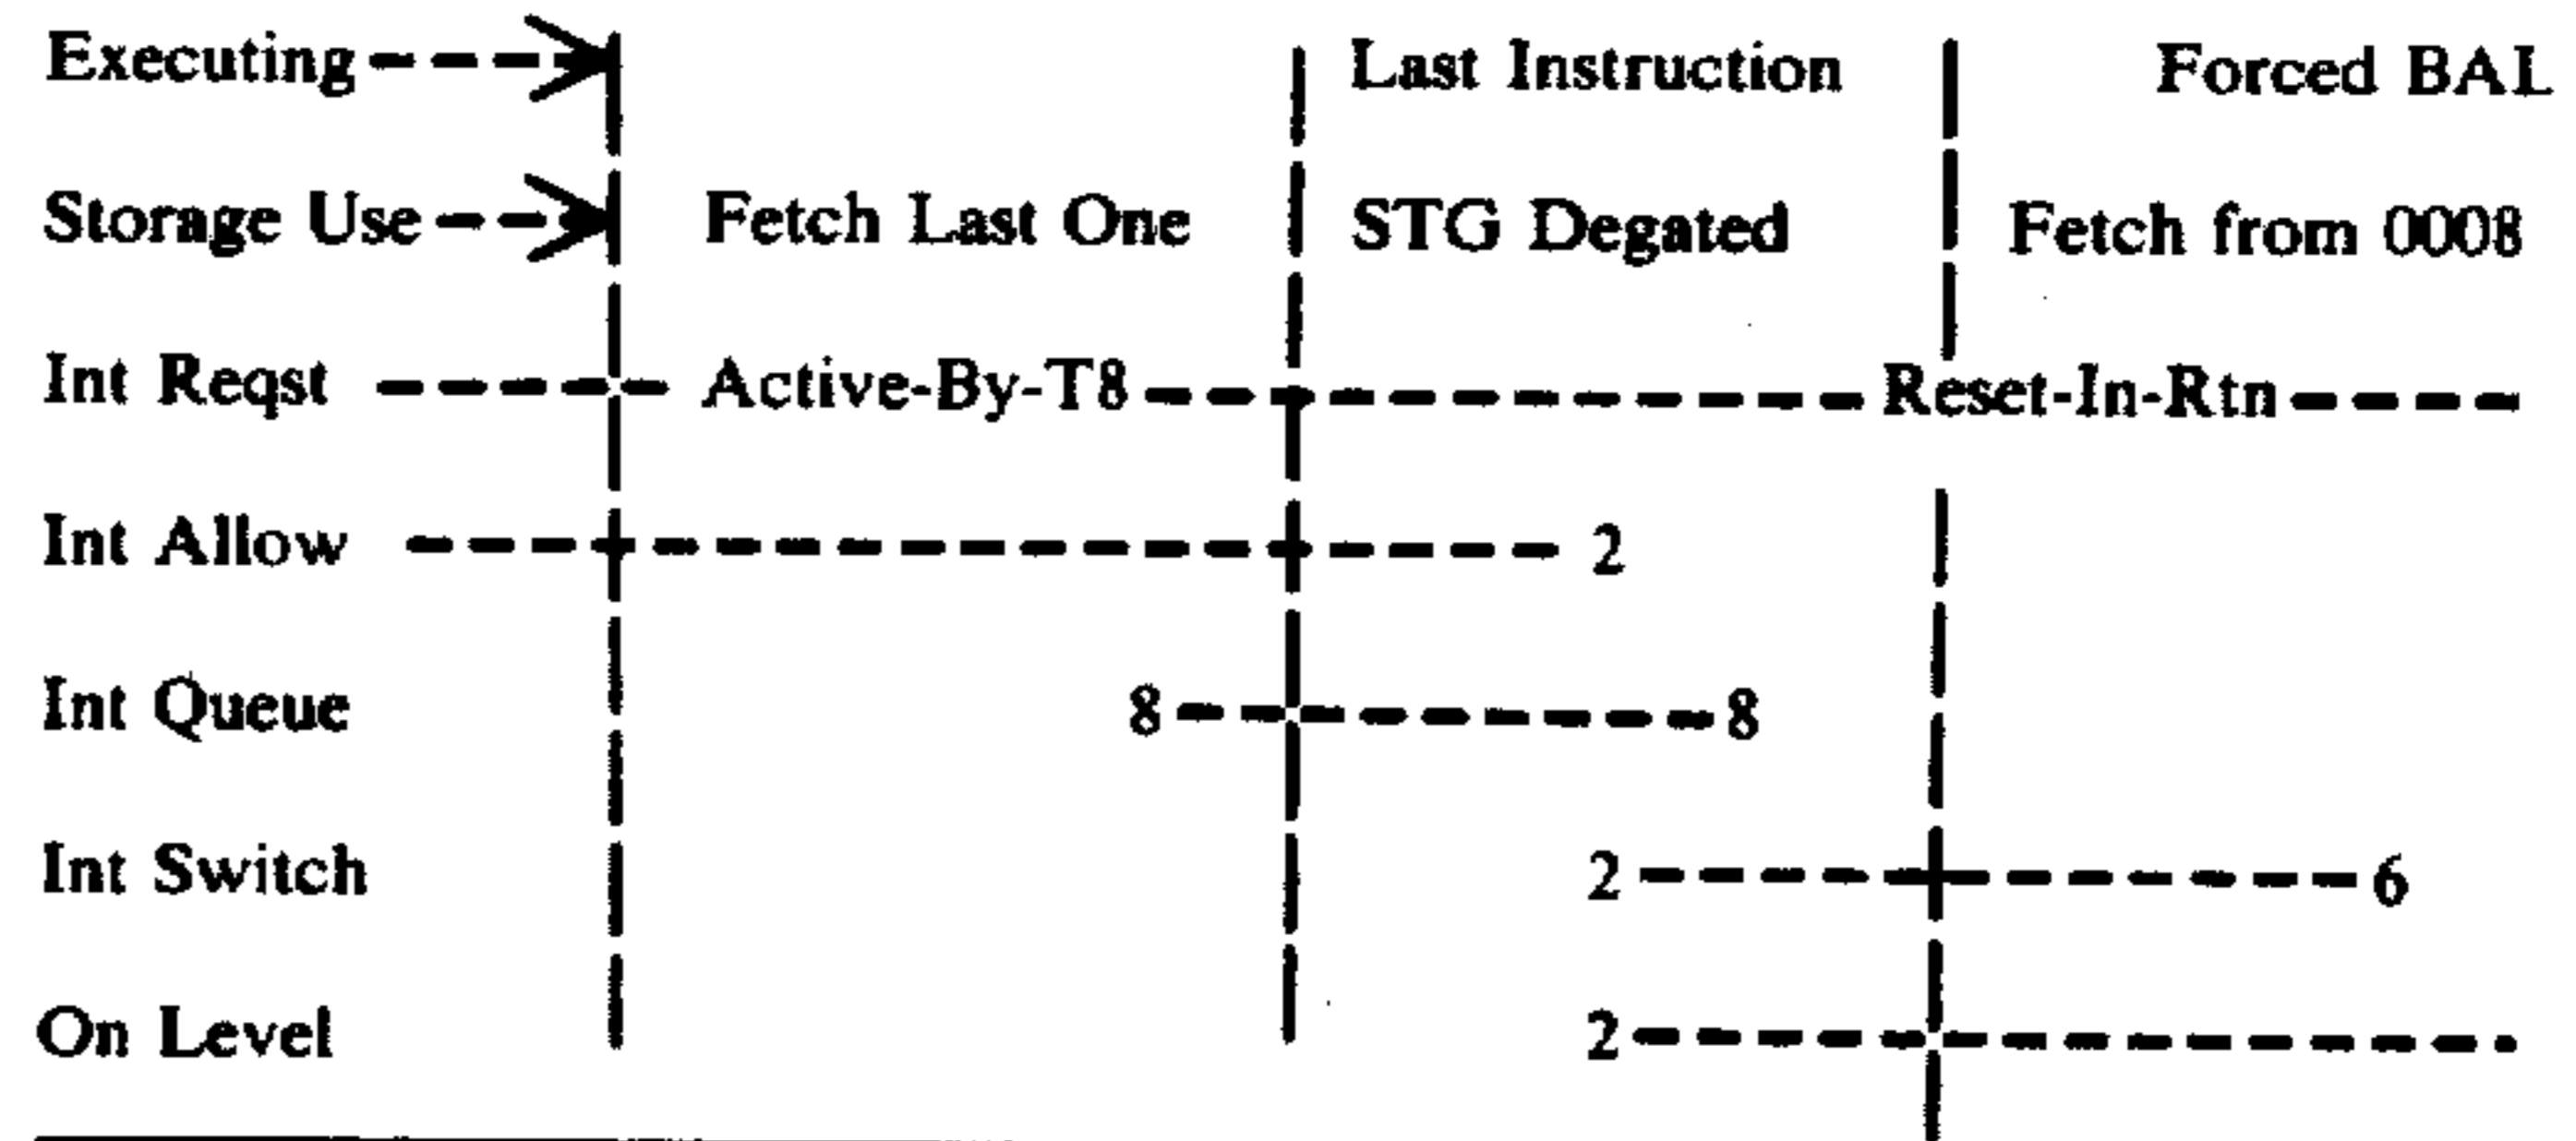 Executing Last Instruction Forced BAL
Storage Use Fetch Last One STG Degated Fetch from 0008
Int Reqst Active-By-T8 Reset-In-Rtn
Int Allow 2
Int Queue 8 8
Int Switch 2 6
On Level 2